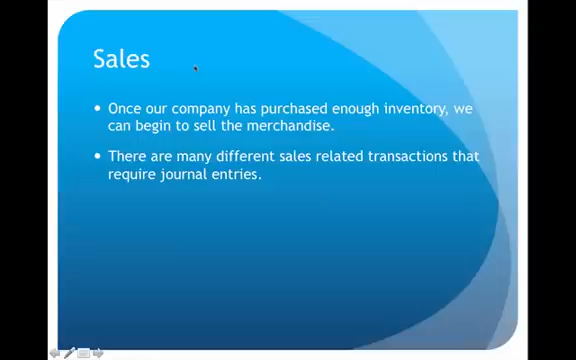 Sales
• Once our company has purchased enough inventory, we
can begin to sell the merchandise.
• There are many different sales related transactions that
require journal entries.